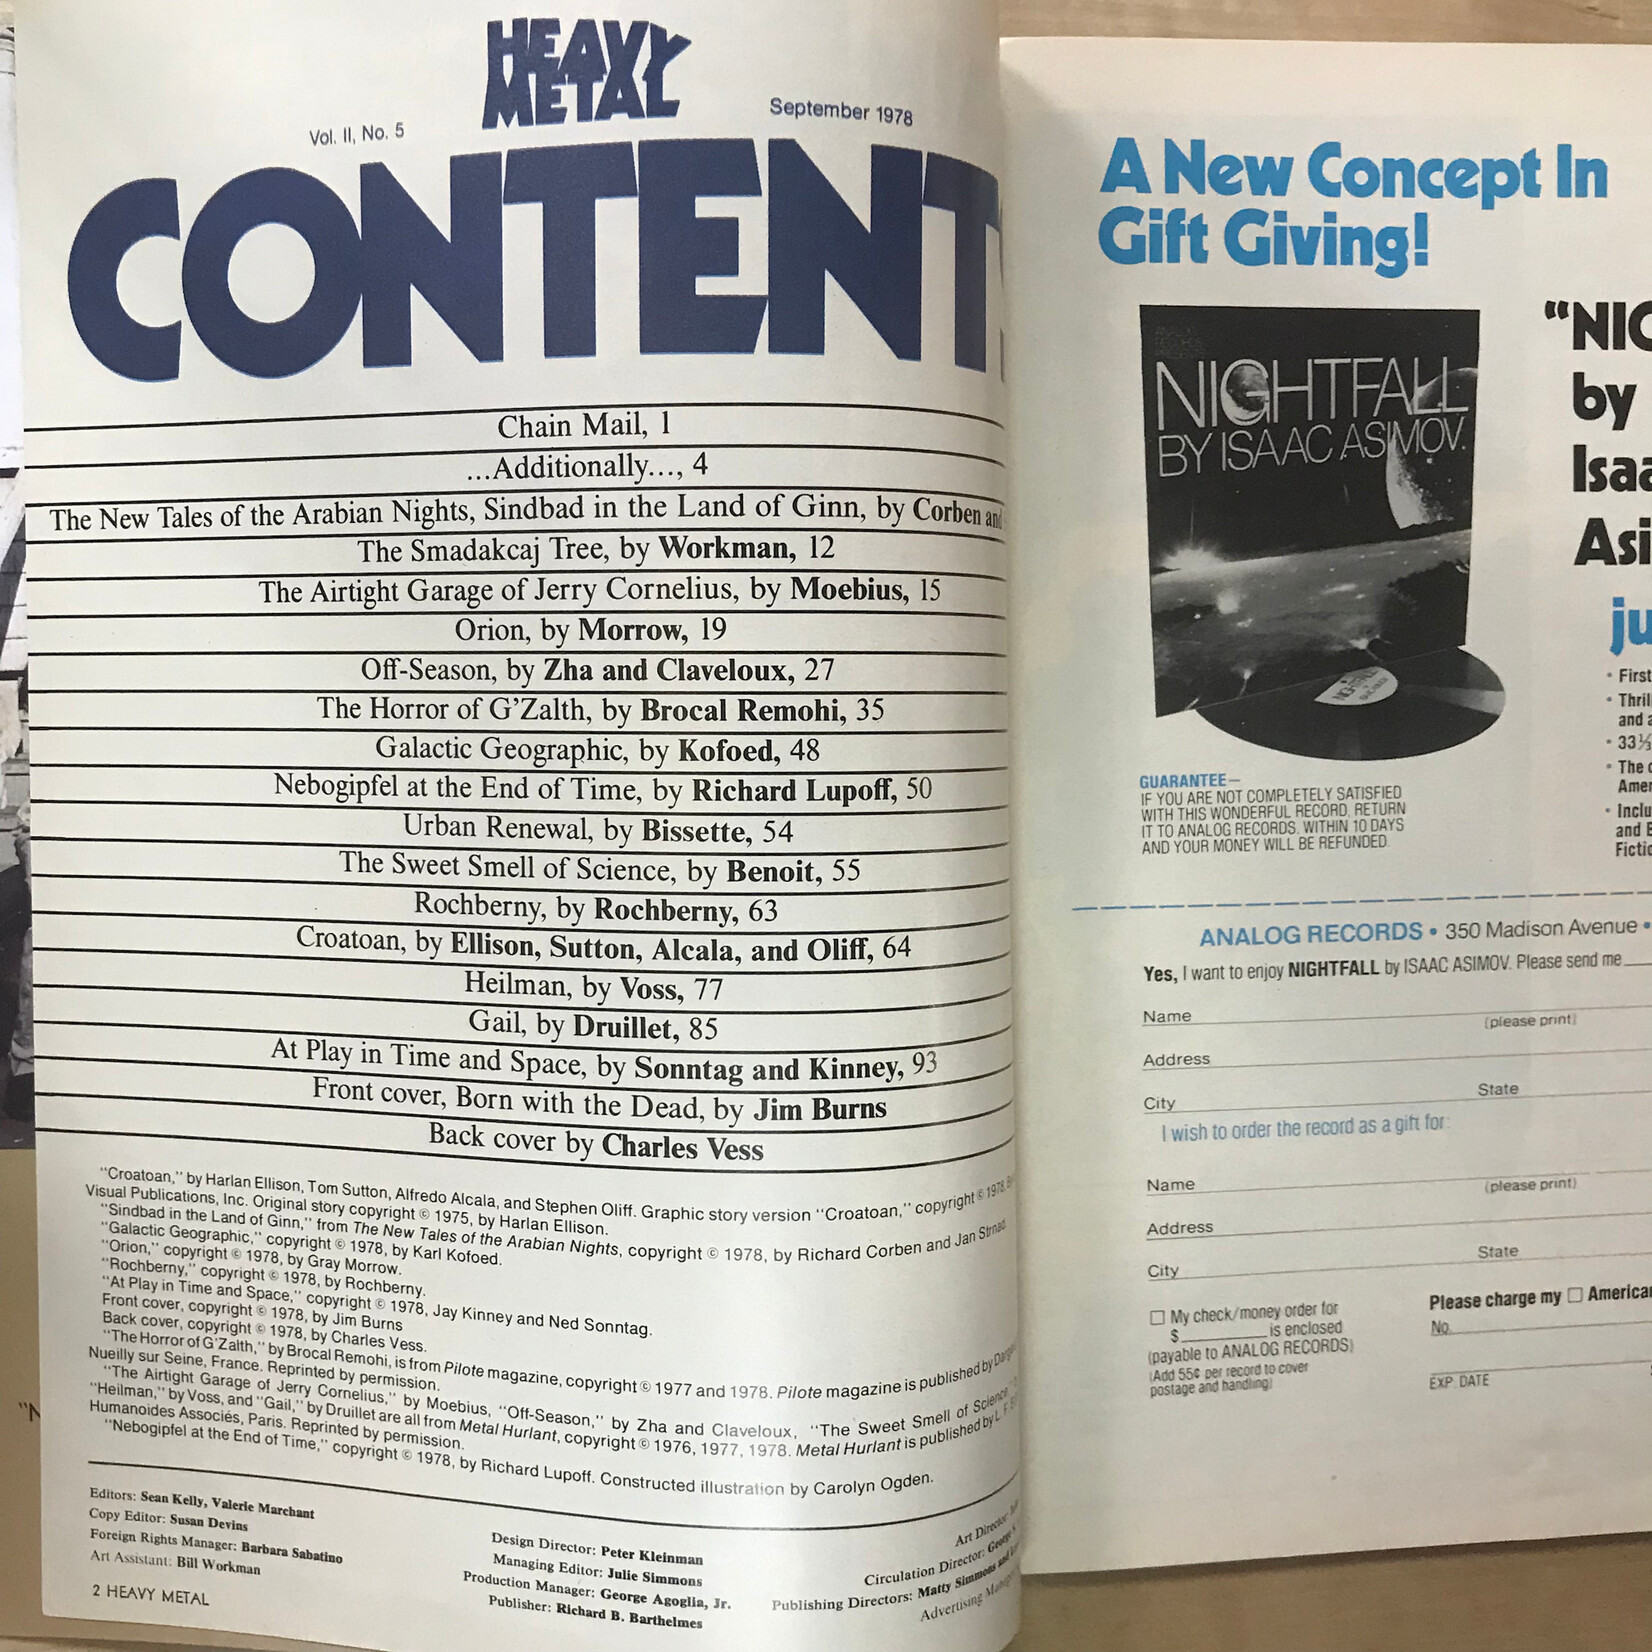 HEAVY
METAL
Vol. II, No. 5
September 1978
CONTENT
Chain Mail, 1
...Additionally..., 4
The New Tales of the Arabian Nights, Sindbad in the Land of Ginn, by Corben and
The Smadakcaj Tree, by Workman, 12
The Airtight Garage of Jerry Cornelius, by Moebius, 15
Orion, by Morrow, 19
Off-Season, by Zha and Claveloux, 27
The Horror of G'Zalth, by Brocal Remohi, 35
Galactic Geographic, by Kofoed, 48
Nebogipfel at the End of Time, by Richard Lupoff, 50
Urban Renewal, by Bissette, 54
The Sweet Smell of Science, by Benoit, 55
Rochberny, by Rochberny, 63
Croatoan, by Ellison, Sutton, Alcala, and Oliff, 64
Heilman, by Voss, 77
Gail, by Druillet, 85
At Play in Time and Space, by Sonntag and Kinney, 93
Front cover, Born with the Dead, by Jim Burns
Back cover by Charles Vess
"Croatoan," by Harlan Ellison, Tom Sutton, Alfredo Alcala, and Stephen Oliff. Graphic story version "Croatoan," copyright © 1978,
Visual Publications, Inc. Original story copyright © 1975, by Harlan Ellison.
"Sindbad in the Land of Ginn," from The New Tales of the Arabian Nights, copyright © 1978, by Richard Corben and Jan Strnad.
"Galactic Geographic," copyright © 1978, by Karl Kofoed.
"Orion," copyright © 1978, by Gray Morrow.
"Rochberny," copyright © 1978, by Rochberny.
"At Play in Time and Space," copyright © 1978, Jay Kinney and Ned Sonntag.
Front cover, copyright © 1978, by Jim Burns
Back cover, copyright © 1978, by Charles Vess.
"The Horror of G'Zalth," by Brocal Remohi, is from Pilote magazine, copyright © 1977 and 1978. Pilote magazine is published by
Nueilly sur Seine, France. Reprinted by permission.
"The Airtight Garage of Jerry Cornelius," by Moebius, "Off-Season," by Zha and Claveloux, "The Sweet Smell of Science,"
"Heilman," by Voss, and "Gail," by Druillet are all from Metal Hurlant, copyright © 1976, 1977, 1978. Metal Hurlant is published by L. F.
Humanoides Associés, Paris. Reprinted by permission.
"Nebogipfel at the End of Time," copyright © 1978, by Richard Lupoff. Constructed illustration by Carolyn Ogden.
Editors: Sean Kelly, Valerie Marchant
Copy Editor: Susan Devins
Foreign Rights Manager: Barbara Sabatino
Art Assistant: Bill Workman
Design Director: Peter Kleinman
Managing Editor: Julie Simmons
Production Manager: George Agoglia, Jr.
Publisher: Richard B. Barthelmes
Art Director:
Circulation Director: George
Publishing Directors: Matty Simmons and
Advertising
2 HEAVY METAL
A New Concept In
Gift Giving!
NIGHTFALL
BY ISAAC ASIMOV.
"NIG
by
Isaa
Asi
ju
• First
• Thril
and a
• 33⅓
• The
Amer
• Inclu
and
Fictio
GUARANTEE—
IF YOU ARE NOT COMPLETELY SATISFIED
WITH THIS WONDERFUL RECORD, RETURN
IT TO ANALOG RECORDS, WITHIN 10 DAYS
AND YOUR MONEY WILL BE REFUNDED.
ANALOG RECORDS • 350 Madison Avenue •
Yes, I want to enjoy NIGHTFALL by ISAAC ASIMOV. Please send me
Name
(please print)
Address
City State
I wish to order the record as a gift for:
Name
(please print)
Address
City State
My check/money order for
$ is enclosed
(payable to ANALOG RECORDS)
(Add 55¢ per record to cover
postage and handling)
Please charge my American
No.
EXP. DATE